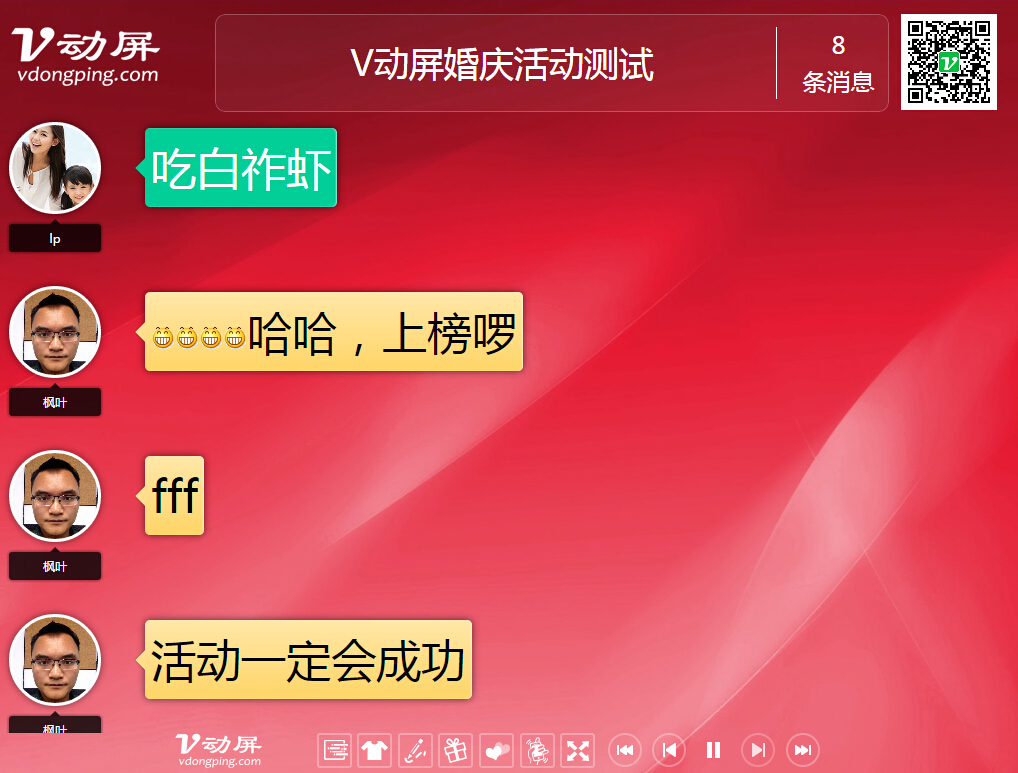 V动屏
vdongping.com
V动屏婚庆活动测试
8
条消息
吃白祚虾
lp
哈哈，上榜啰
枫叶
fff
枫叶
活动一定会成功
枫叶
V动屏
vdongping.com